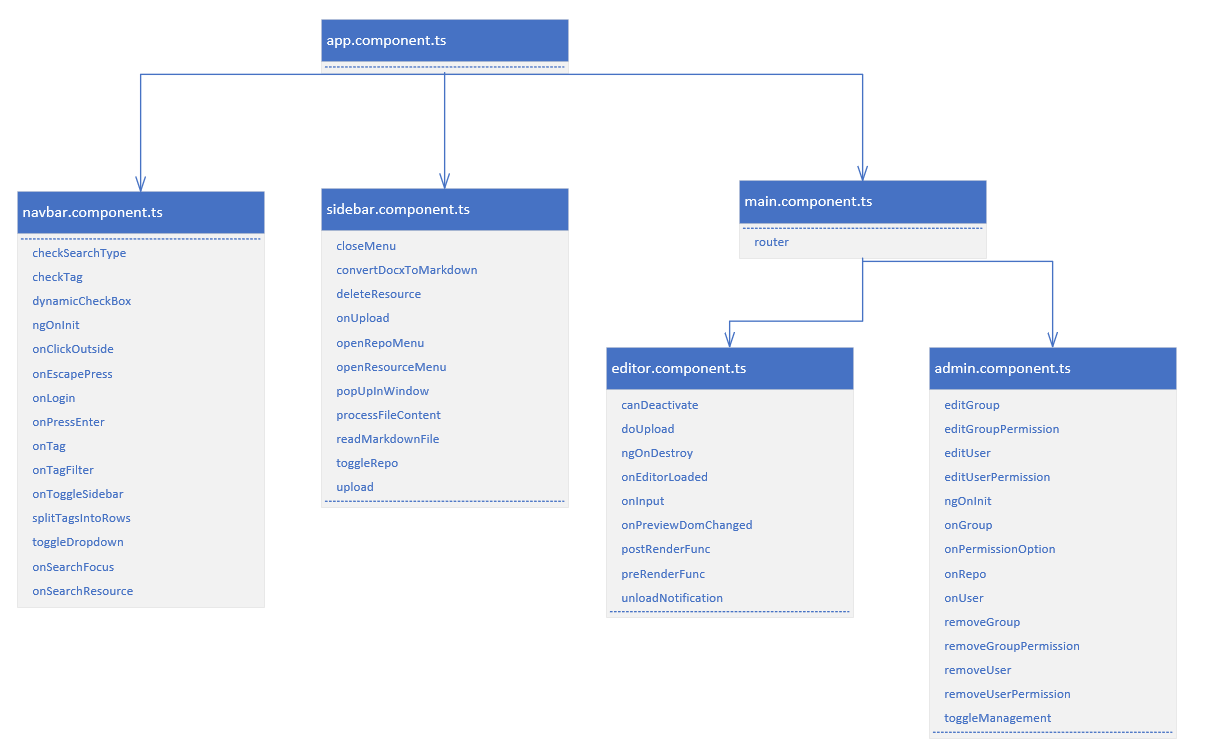 app.component.ts
navbar.component.ts
checkSearchType
checkTag
dynamicCheckBox
ngOnInit
onClickOutside
onEscapePress
onLogin
onPressEnter
onTag
onTagFilter
onToggleSidebar
splitTagsIntoRows
toggleDropdown
onSearchFocus
onSearchResource
sidebar.component.ts
closeMenu
convertDocxToMarkdown
deleteResource
onUpload
openRepoMenu
openResourceMenu
popUpInWindow
processFileContent
readMarkdownFile
toggleRepo
upload
main.component.ts
router
editor.component.ts
canDeactivate
doUpload
ngOnDestroy
onEditorLoaded
onInput
onPreviewDomChanged
postRenderFunc
preRenderFunc
unloadNotification
admin.component.ts
editGroup
editGroupPermission
editUser
editUserPermission
ngOnInit
onGroup
onPermissionOption
onRepo
onUser
removeGroup
removeGroupPermission
removeUser
removeUserPermission
toggleManagement